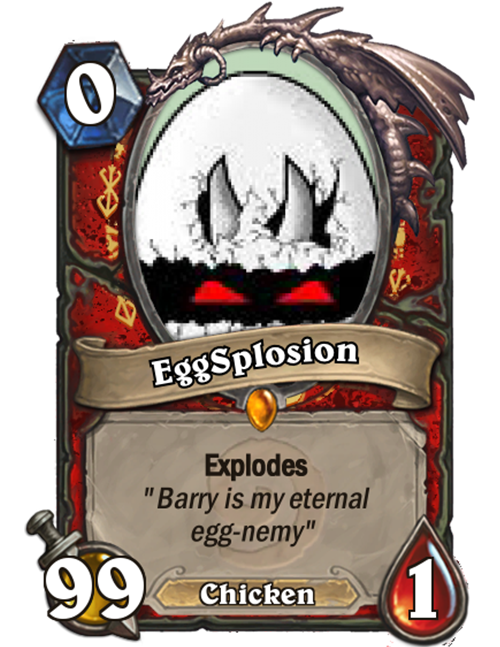 0
EggSplosion
Explodes
"Barry is my eternal
egg-nemy"
99
Chicken
1